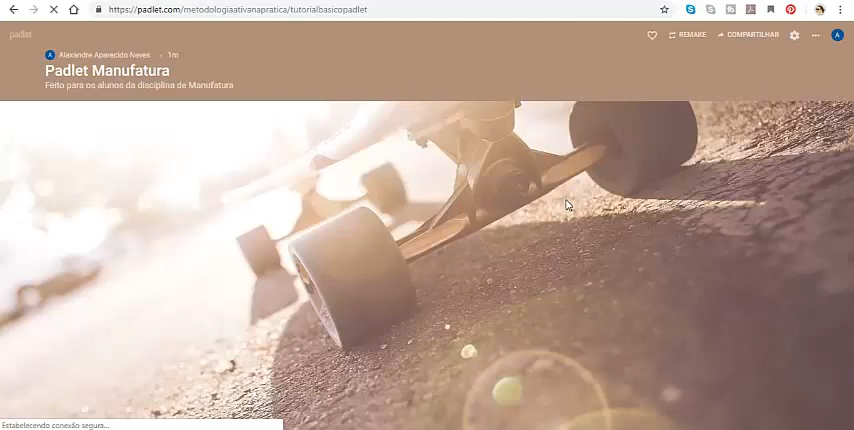 https://padlet.com/metodologiaativanapratica/tutorialbasicopadlet
padlet
REMAKE
COMPARTILHAR
A
A Alexandre Aparecido Neves • 1m
Padlet Manufatura
Feito para os alunos da disciplina de Manufatura
Estabelecendo conexão segura...